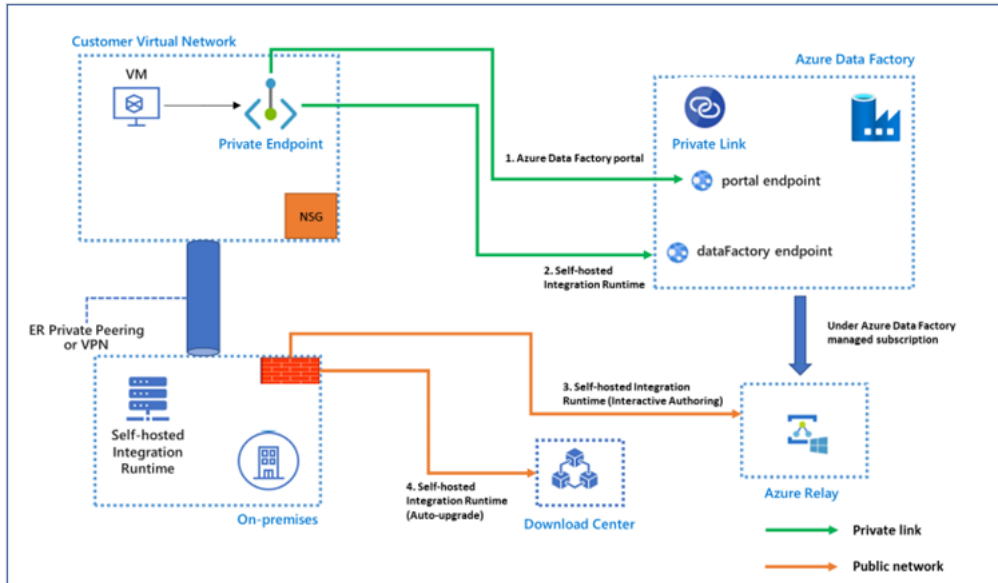 Customer Virtual Network
Azure Data Factory
VM
Private Endpoint
Private Link
1. Azure Data Factory portal
portal endpoint
NSG
dataFactory endpoint
2. Self-hosted
Integration Runtime
ER Private Peering
or VPN
Under Azure Data Factory
managed subscription
3. Self-hosted Integration
Runtime (Interactive Authoring)
Self-hosted
Integration
Runtime
4. Self-hosted
Integration Runtime
(Auto-upgrade)
On-premises
Download Center
Azure Relay
Private link
Public network